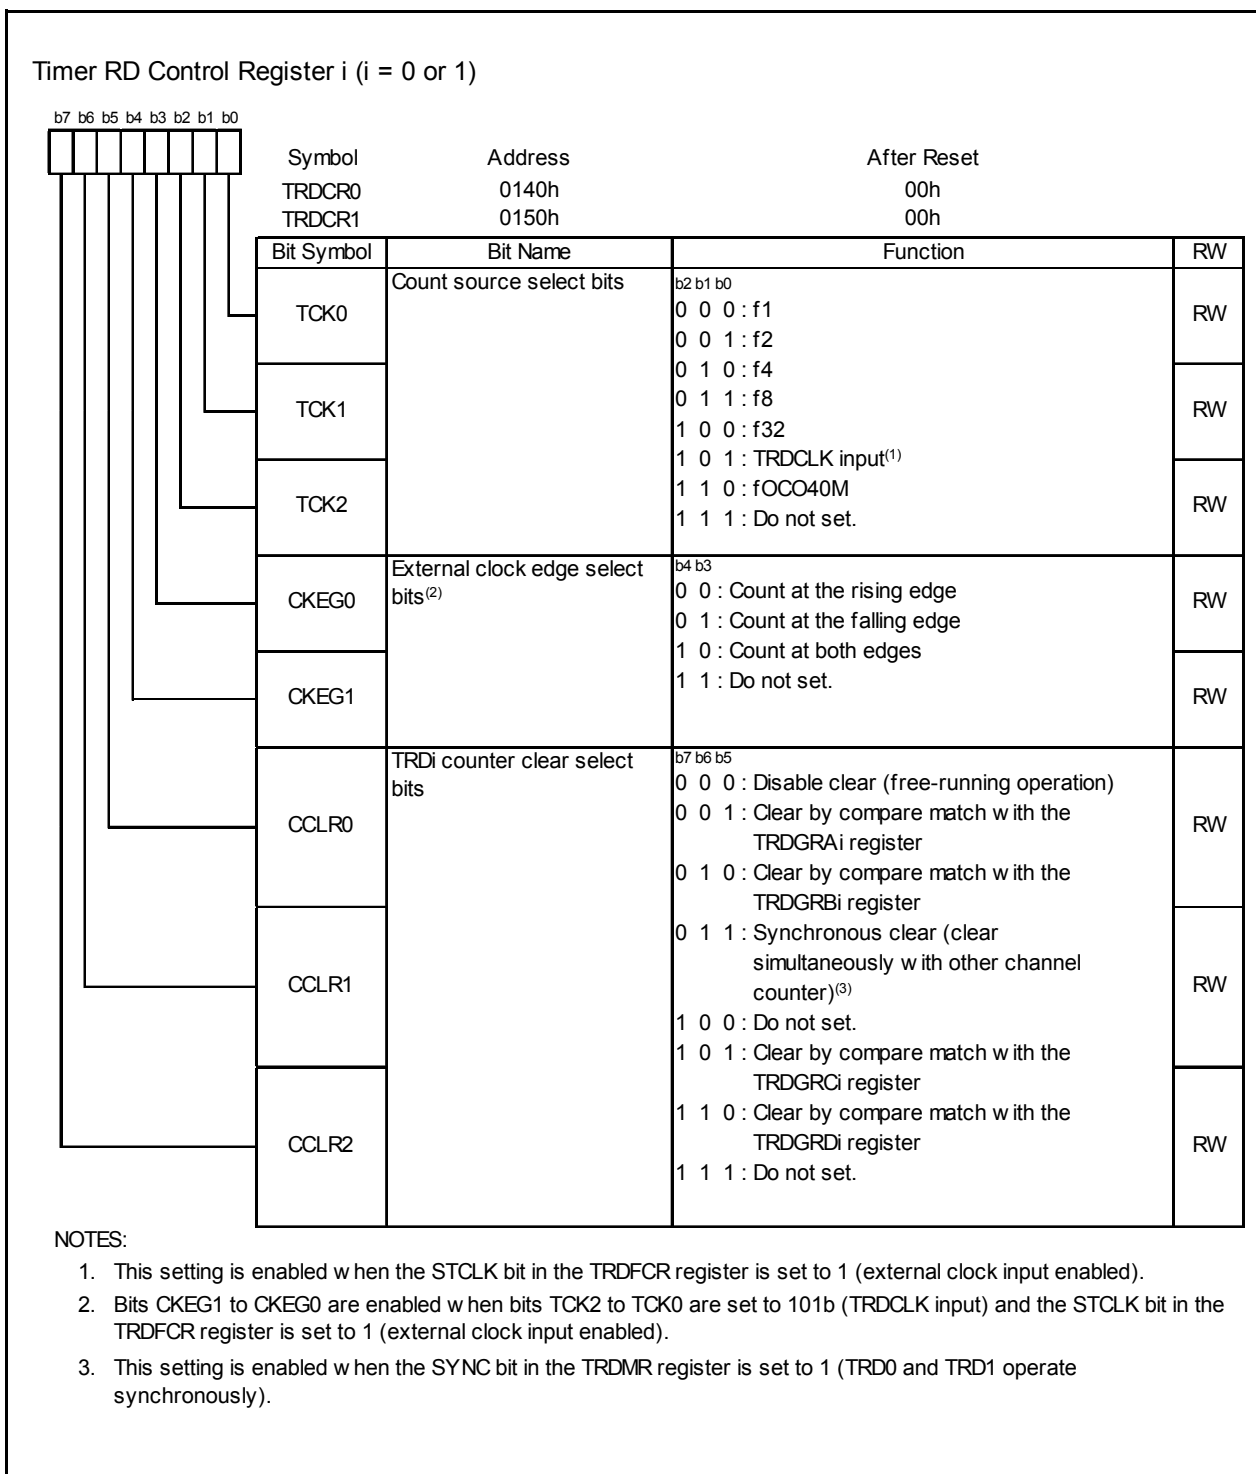 Timer RD Control Register i (i = 0 or 1)
b7 b6 b5 b4 b3 b2 b1 b0
Symbol Address After Reset
TRDCR0 0140h 00h
TRDCR1 0150h 00h
Bit Symbol Bit Name Function RW
TCK0 Count source select bits b2 b1 b0 RW
0 0 0 : f1
0 0 1 : f2
0 1 0 : f4
TCK1 0 1 1 : f8 RW
1 0 0 : f32
1 0 1 : TRDCLK input(1)
TCK2 1 1 0 : fOCO40M RW
1 1 1 : Do not set.
CKEG0 External clock edge select b4 b3 RW
bits(2) 0 0 : Count at the rising edge
0 1 : Count at the falling edge
1 0 : Count at both edges
CKEG1 1 1 : Do not set. RW
CCLR0 TRDi counter clear select b7 b6 b5 RW
bits 0 0 0 : Disable clear (free-running operation)
0 0 1 : Clear by compare match with the
TRDGRAi register
0 1 0 : Clear by compare match with the
TRDGRBi register
CCLR1 0 1 1 : Synchronous clear (clear RW
simultaneously with other channel
counter)(3)
1 0 0 : Do not set.
1 0 1 : Clear by compare match with the
TRDGRCi register
CCLR2 1 1 0 : Clear by compare match with the RW
TRDGRDi register
1 1 1 : Do not set.
NOTES:
1. This setting is enabled when the STCLK bit in the TRDFCR register is set to 1 (external clock input enabled).
2. Bits CKEG1 to CKEG0 are enabled when bits TCK2 to TCK0 are set to 101b (TRDCLK input) and the STCLK bit in the
TRDFCR register is set to 1 (external clock input enabled).
3. This setting is enabled when the SYNC bit in the TRDMR register is set to 1 (TRD0 and TRD1 operate
synchronously).